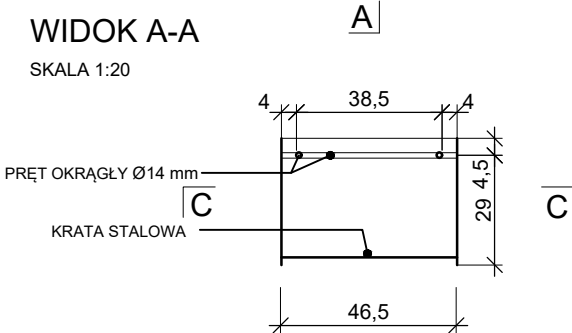 WIDOK A-A
A
SKALA 1:20
4
38,5
4
PRĘT OKRĄGŁY Ø14 mm
4,5
29
C
C
KRATA STALOWA
46,5